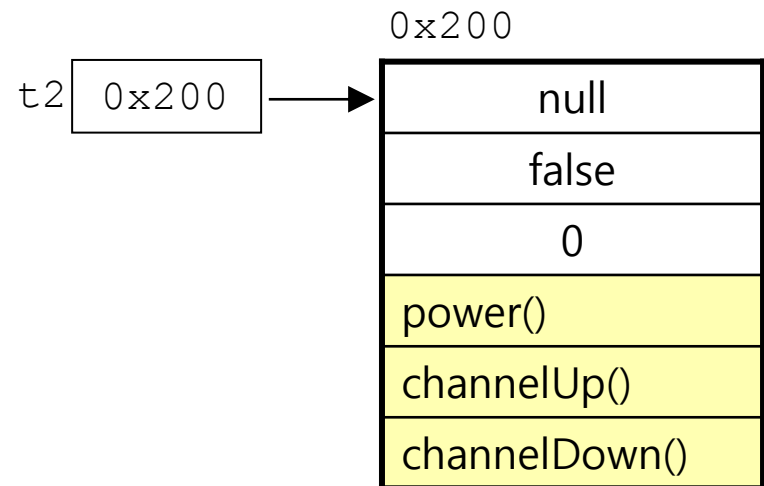 0x200
t2 0x200
null
false
0
power()
channelUp()
channelDown()